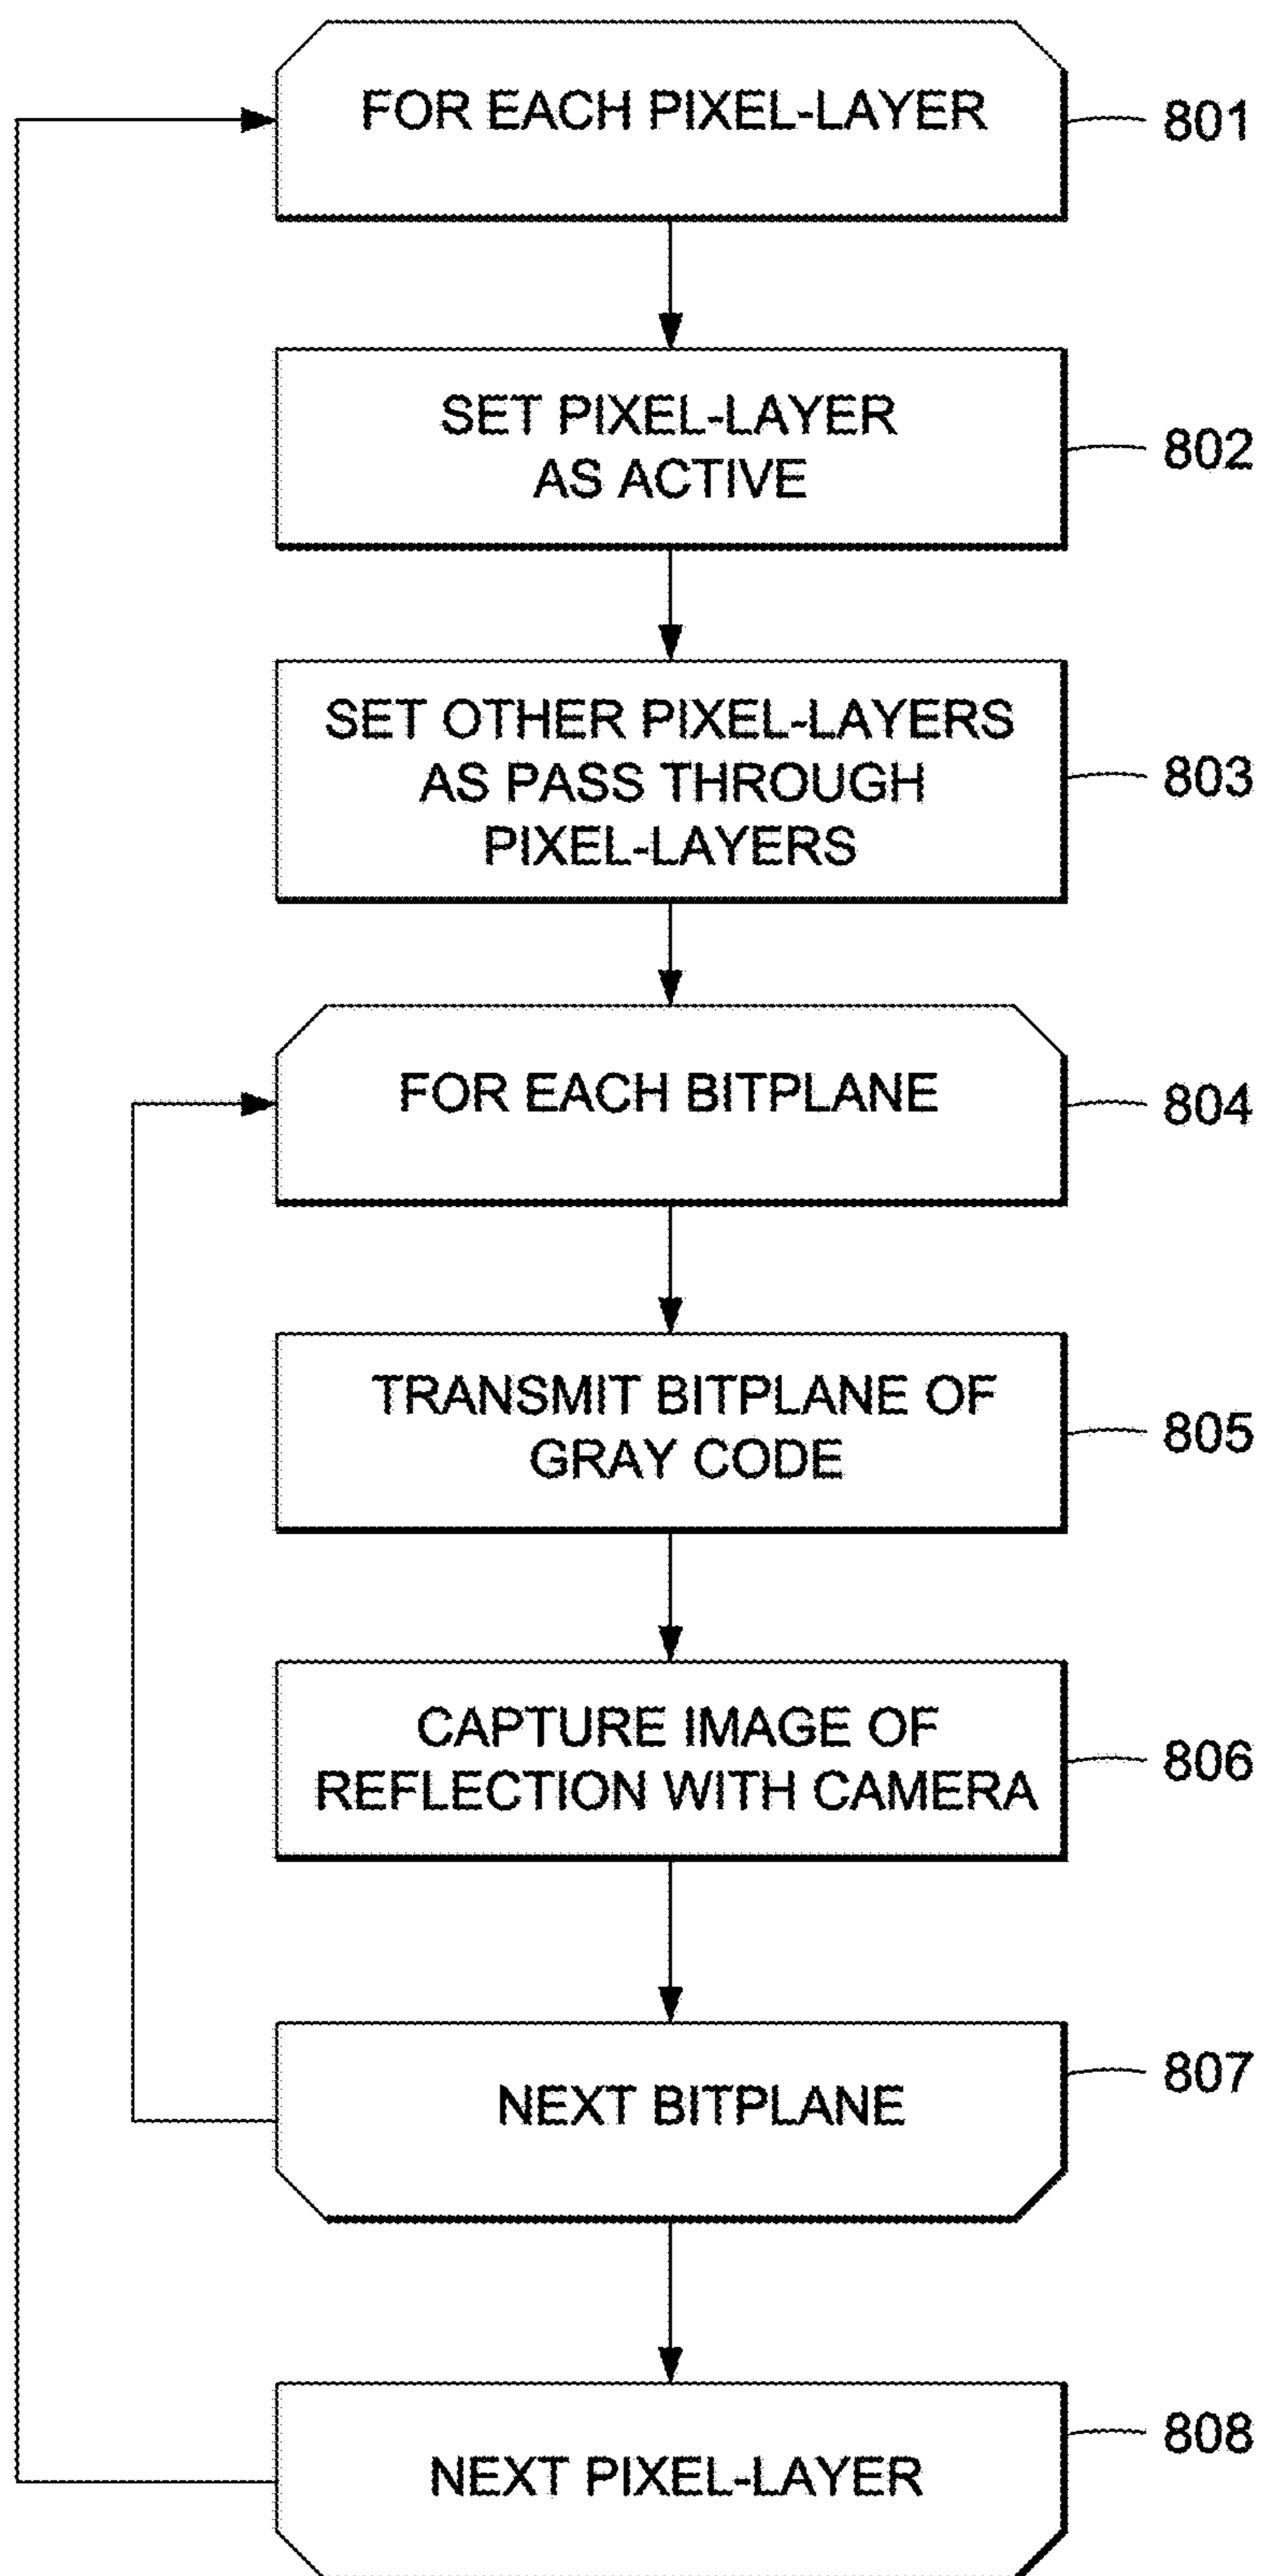 FOR EACH PIXEL-LAYER
801
SET PIXEL-LAYER
AS ACTIVE
802
SET OTHER PIXEL-LAYERS
AS PASS THROUGH
PIXEL-LAYERS
803
FOR EACH BITPLANE
804
TRANSMIT BITPLANE OF
GRAY CODE
805
CAPTURE IMAGE OF
REFLECTION WITH CAMERA
806
NEXT BITPLANE
807
NEXT PIXEL-LAYER
808